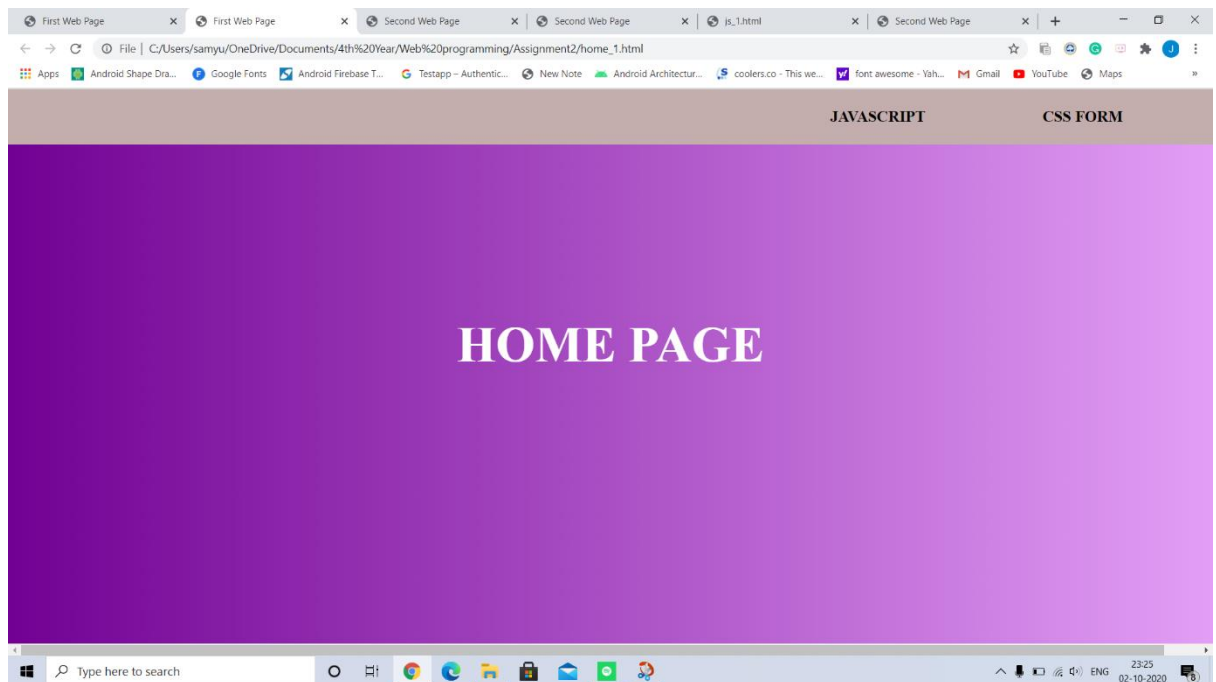 First Web Page First Web Page Second Web Page Second Web Page js_1.html Second Web Page
File | C:/Users/samyu/OneDrive/Documents/4th%20Year/Web%20programming/Assignment2/home_1.html
Apps Android Shape Dra... Google Fonts Android Firebase T... Testapp – Authentic... New Note Android Architectur... coolers.co - This we... font awesome - Yah... Gmail YouTube Maps »
JAVASCRIPT CSS FORM
HOME PAGE
Type here to search ENG 23:25
02-10-2020